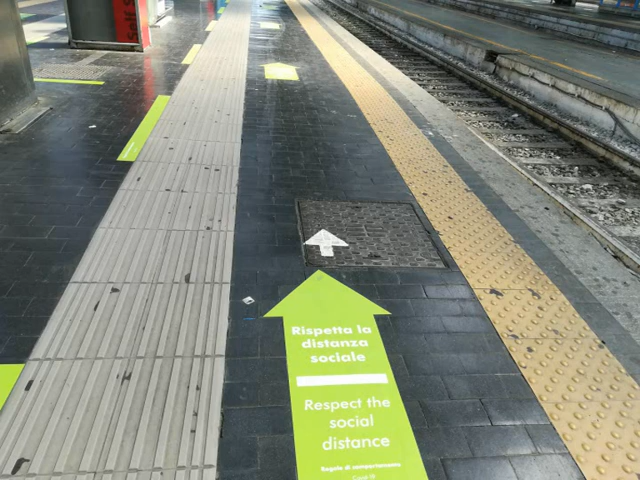 Rispetta la
distanza
sociale
Respect the
social
distance
Regole di comportamento